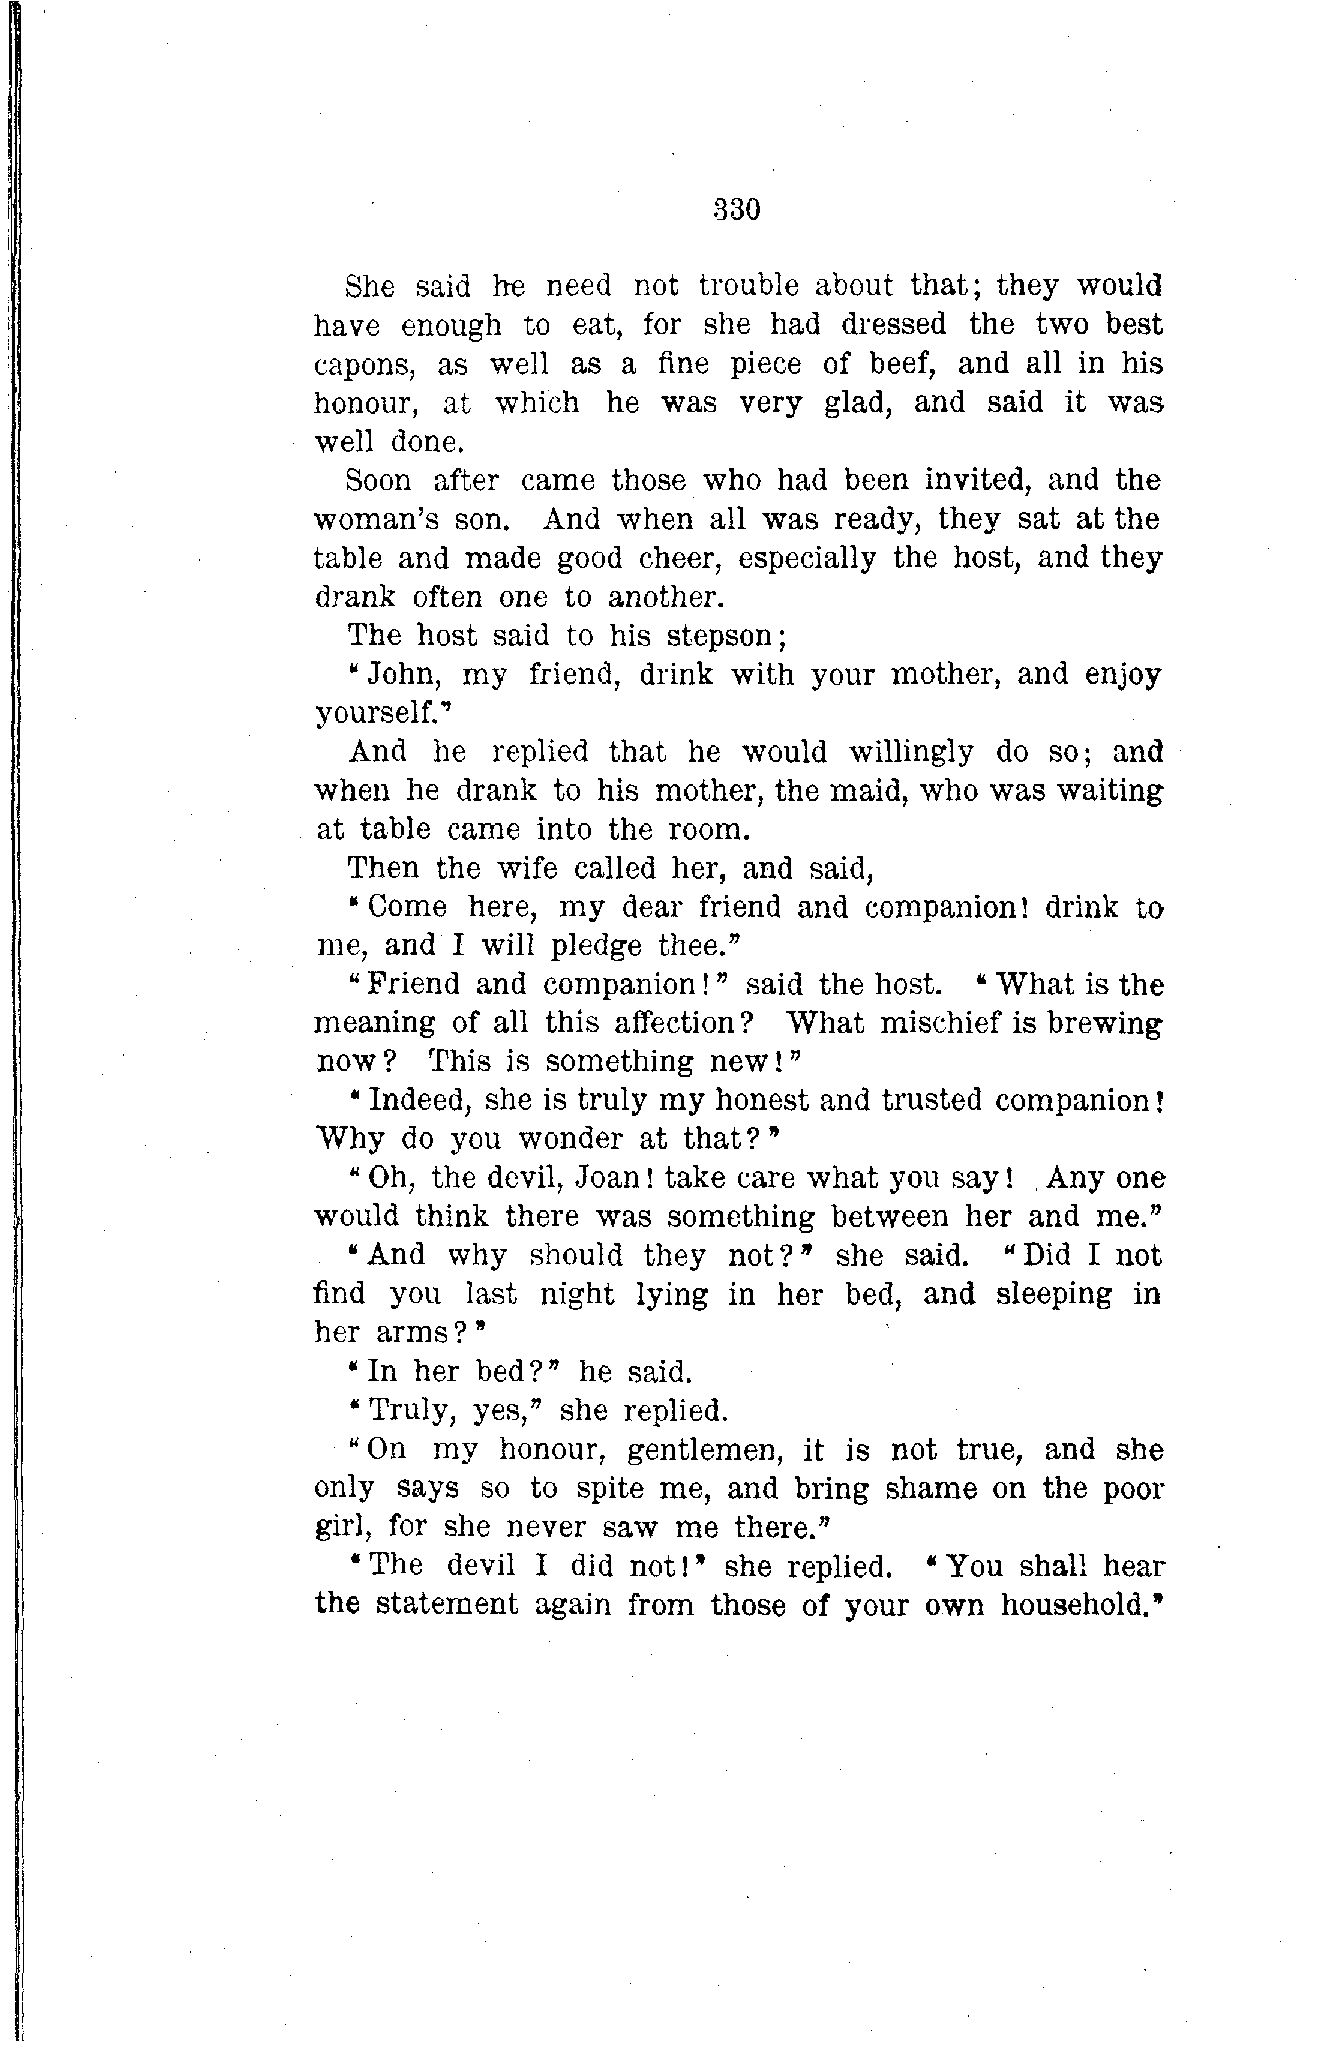 330
She said he need not trouble about that; they would
have enough to eat, for she had dressed the two best
capons, as well as a fine piece of beef, and all in his
honour, at which he was very glad, and said it was
well done.
Soon after came those who had been invited, and the
woman's son. And when all was ready, they sat at the
table and made good cheer, especially the host, and they
drank often one to another.
The host said to his stepson;
"John, my friend, drink with your mother, and enjoy
yourself."
And he replied that he would willingly do so; and
when he drank to his mother, the maid, who was waiting
at table came into the room.
Then the wife called her, and said,
"Come here, my dear friend and companion! drink to
me, and I will pledge thee."
"Friend and companion!" said the host. "What is the
meaning of all this affection? What mischief is brewing
now? This is something new!"
"Indeed, she is truly my honest and trusted companion!
Why do you wonder at that?"
"Oh, the devil, Joan! take care what you say! Any one
would think there was something between her and me."
"And why should they not?" she said. "Did I not
find you last night lying in her bed, and sleeping in
her arms?"
"In her bed?" he said.
"Truly, yes," she replied.
"On my honour, gentlemen, it is not true, and she
only says so to spite me, and bring shame on the poor
girl, for she never saw me there."
"The devil I did not!" she replied. "You shall hear
the statement again from those of your own household."